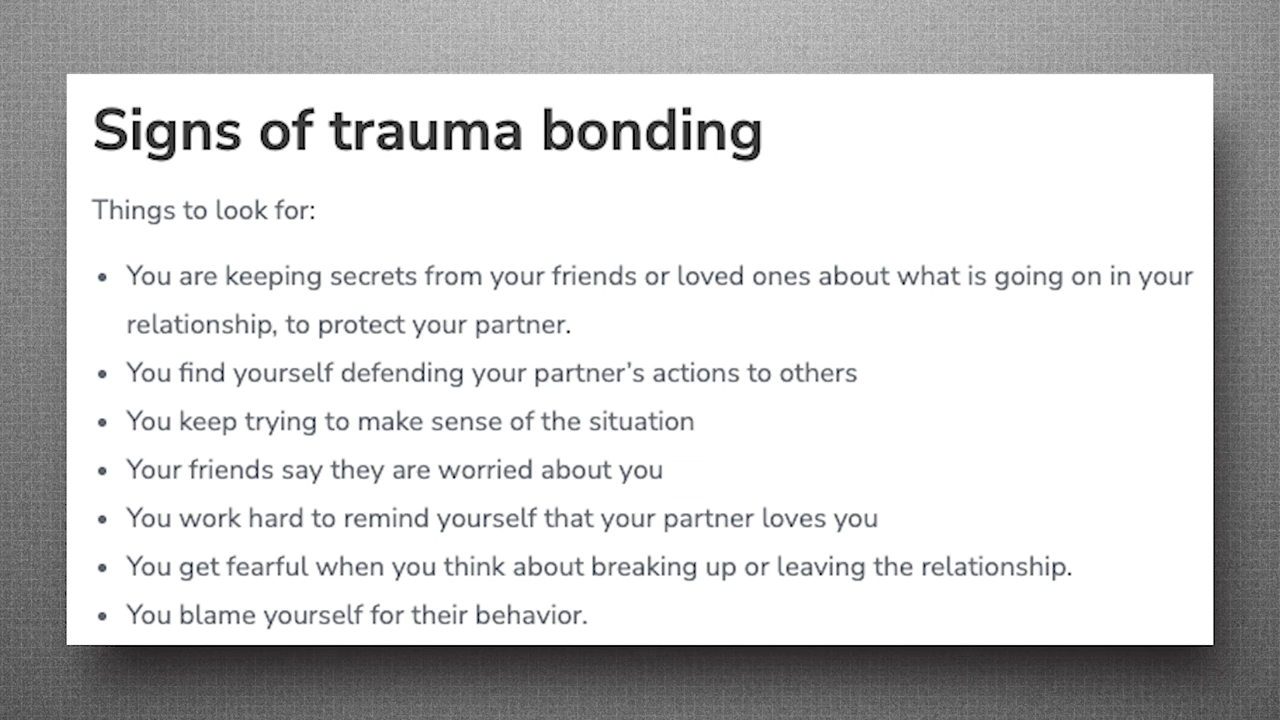 Signs of trauma bonding
Things to look for:
• You are keeping secrets from your friends or loved ones about what is going on in your
relationship, to protect your partner.
• You find yourself defending your partner's actions to others
• You keep trying to make sense of the situation
• Your friends say they are worried about you
• You work hard to remind yourself that your partner loves you
• You get fearful when you think about breaking up or leaving the relationship.
• You blame yourself for their behavior.